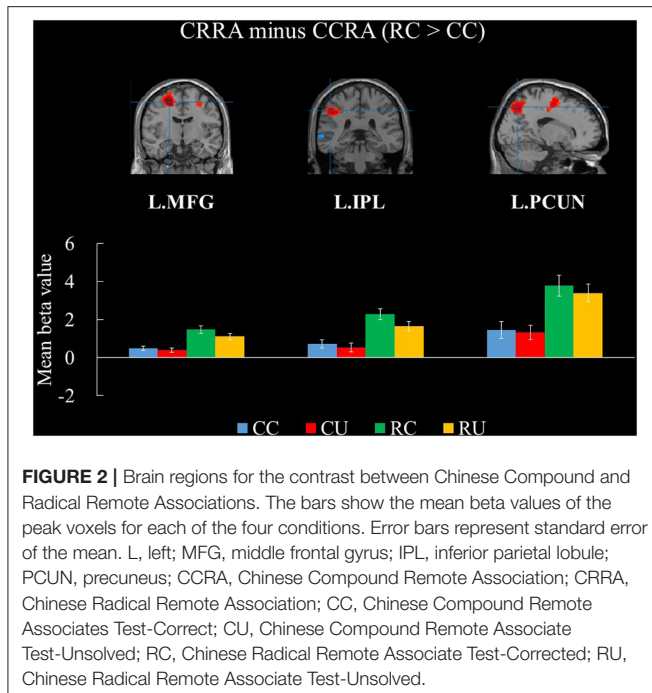 CRRA minus CCRA (RC > CC)
L.MFG L.IPL L.PCUN
Mean beta value
6
4
2
0
-2
CC CU RC RU
FIGURE 2 | Brain regions for the contrast between Chinese Compound and
Radical Remote Associations. The bars show the mean beta values of the
peak voxels for each of the four conditions. Error bars represent standard error
of the mean. L, left; MFG, middle frontal gyrus; IPL, inferior parietal lobule;
PCUN, precuneus; CCRA, Chinese Compound Remote Association; CRRA,
Chinese Radical Remote Association; CC, Chinese Compound Remote
Associates Test-Correct; CU, Chinese Compound Remote Associate
Test-Unsolved; RC, Chinese Radical Remote Associate Test-Corrected; RU,
Chinese Radical Remote Associate Test-Unsolved.